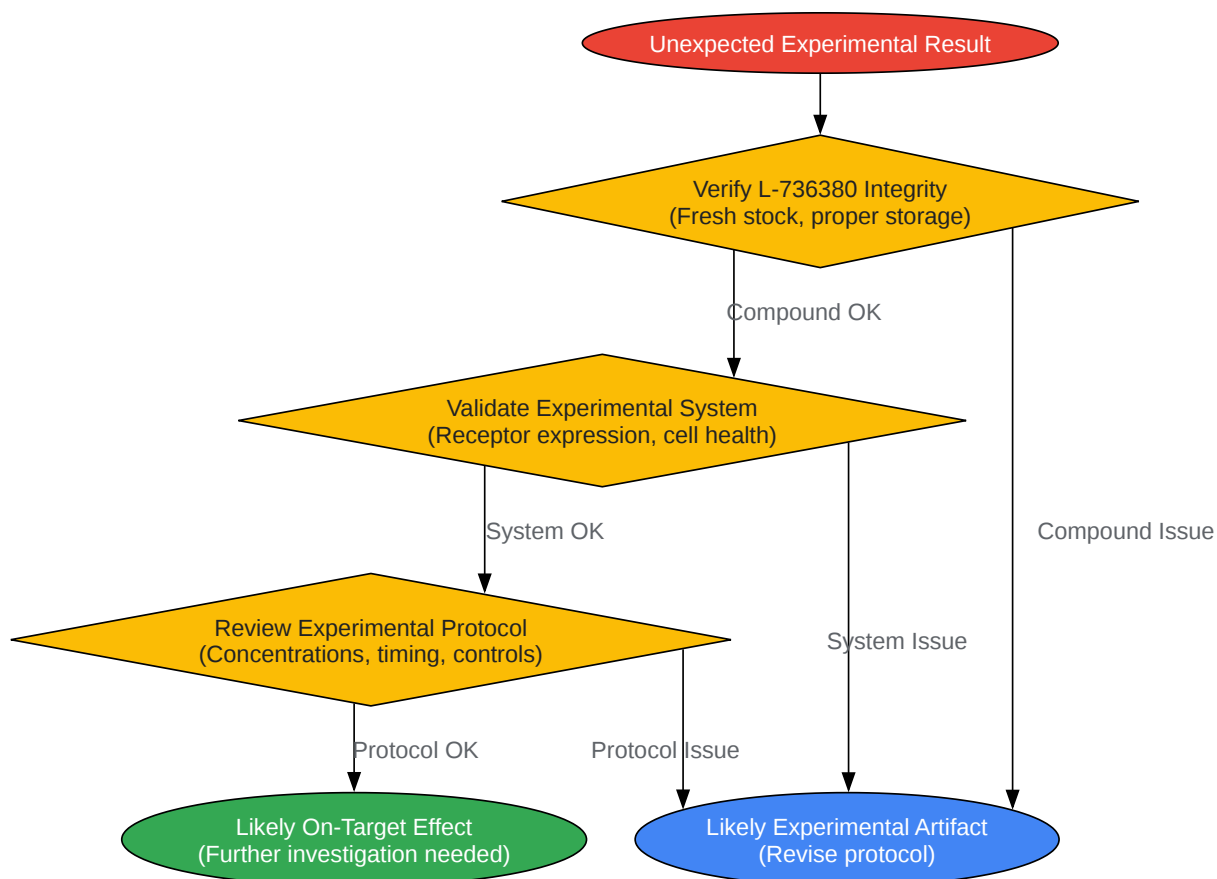 Unexpected Experimental Result
Verify L-736380 Integrity
(Fresh stock, proper storage)
Compound OK
Validate Experimental System
(Receptor expression, cell health)
System OK
Compound Issue
Review Experimental Protocol
(Concentrations, timing, controls)
System Issue
Protocol OK
Protocol Issue
Likely On-Target Effect
(Further investigation needed)
Likely Experimental Artifact
(Revise protocol)